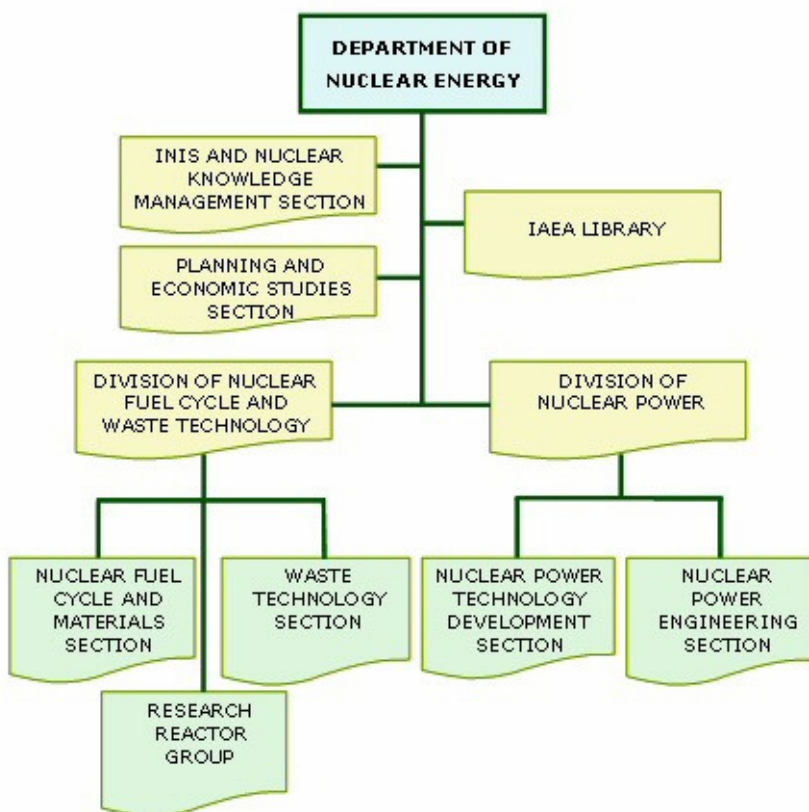 DEPARTMENT OF
NUCLEAR ENERGY
INIS AND NUCLEAR
KNOWLEDGE
MANAGEMENT SECTION
IAEA LIBRARY
PLANNING AND
ECONOMIC STUDIES
SECTION
DIVISION OF NUCLEAR
FUEL CYCLE AND
WASTE TECHNOLOGY
DIVISION OF
NUCLEAR POWER
NUCLEAR FUEL
CYCLE AND
MATERIALS
SECTION
WASTE
TECHNOLOGY
SECTION
NUCLEAR POWER
TECHNOLOGY
DEVELOPMENT
SECTION
NUCLEAR
POWER
ENGINEERING
SECTION
RESEARCH
REACTOR
GROUP